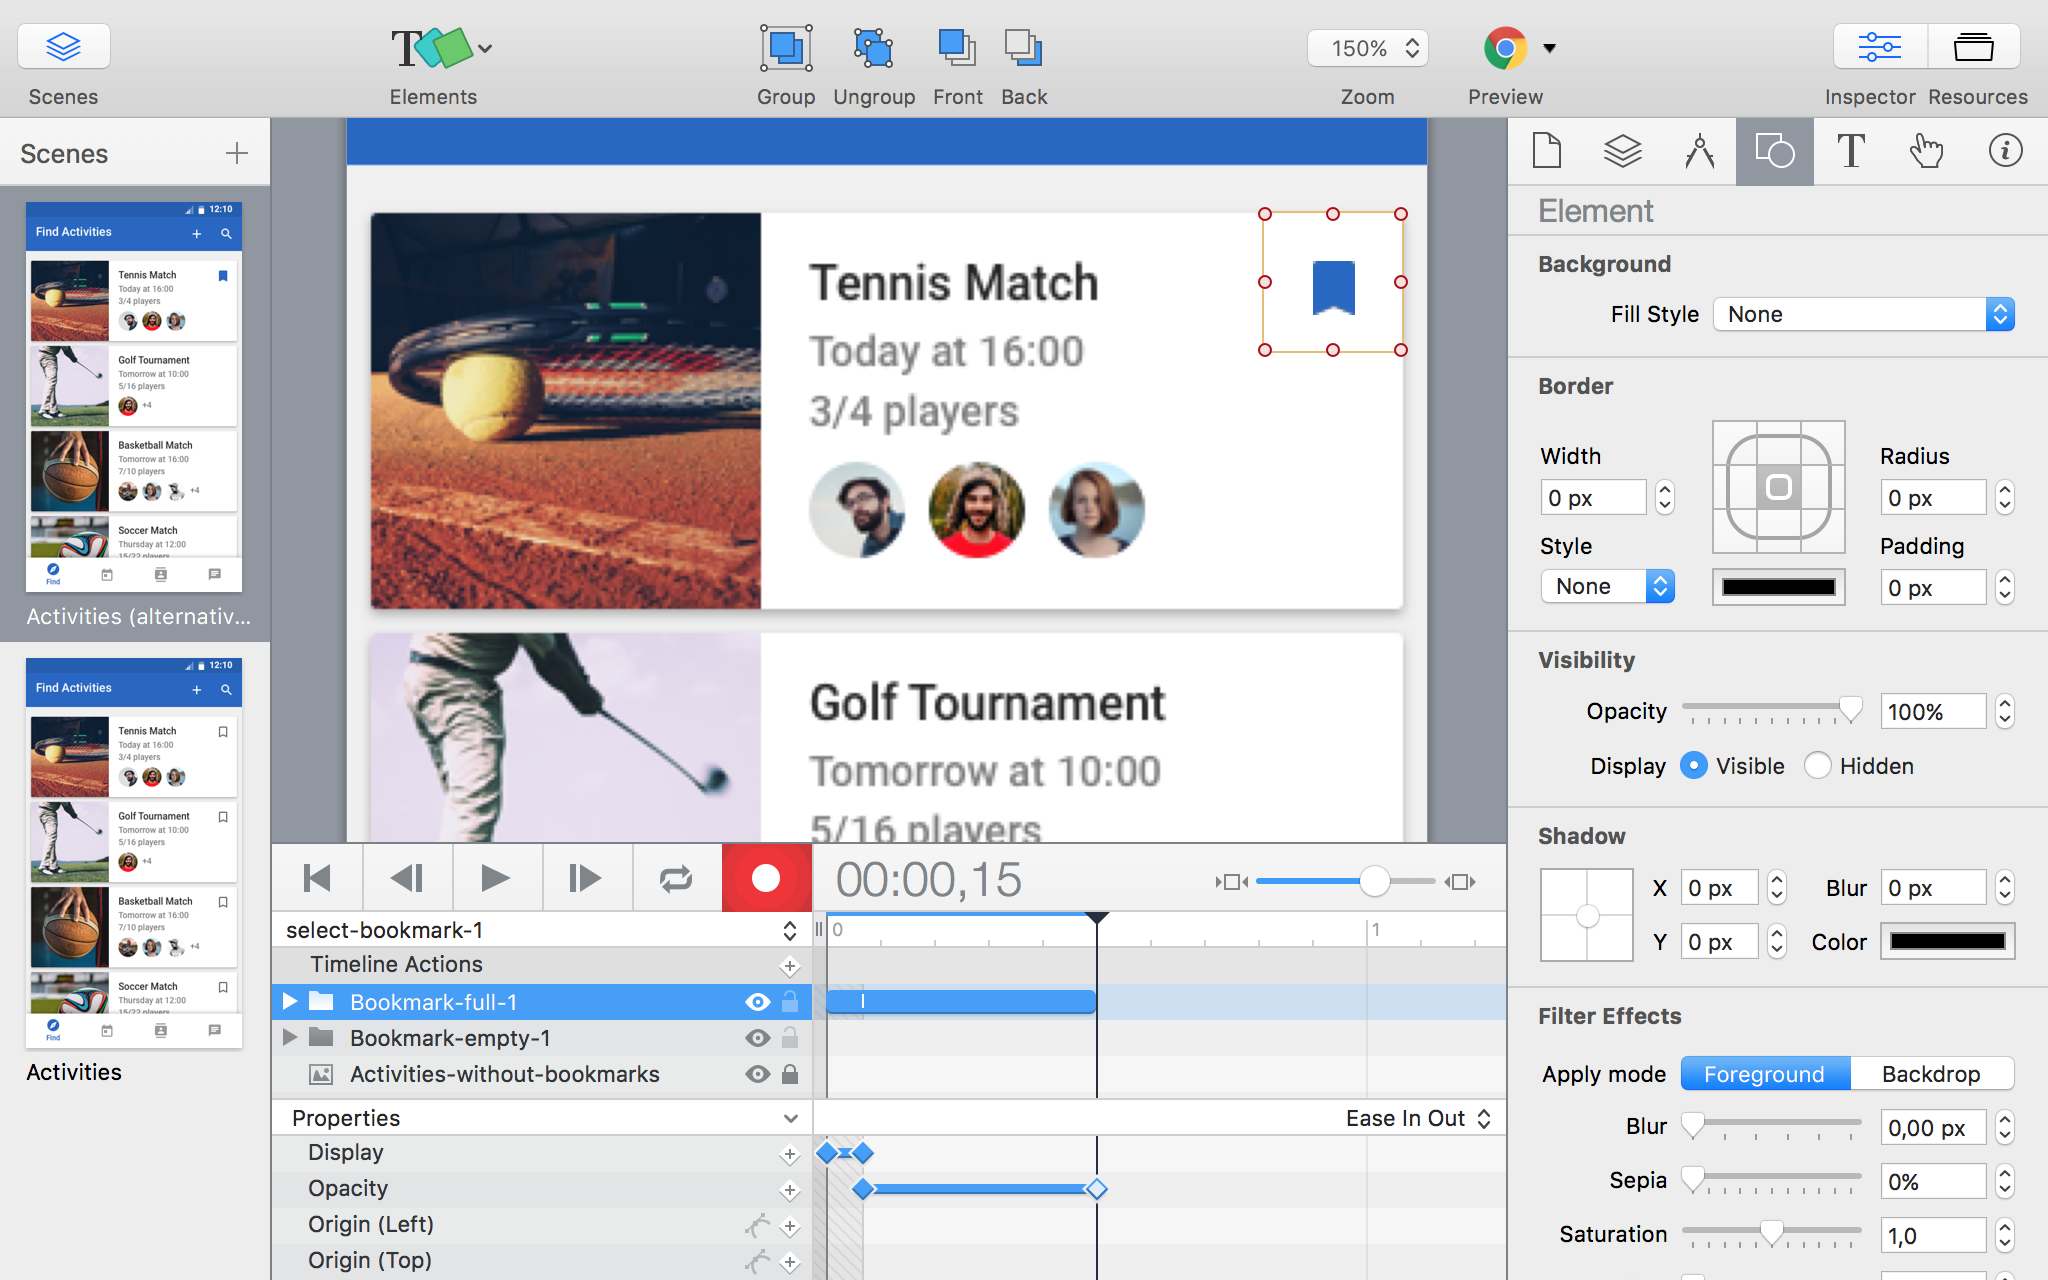 Scenes
Elements
Group
Ungroup
Front
Back
150%
Zoom
Preview
Inspector
Resources
Scenes
12:10
Find Activities
Tennis Match
Today at 16:00
3/4 players
Golf Tournament
Tomorrow at 10:00
5/16 players
+4
Basketball Match
Tomorrow at 16:00
7/10 players
+4
Soccer Match
Thursday at 12:00
15/22 players
Find
Activities (alternativ...
12:10
Find Activities
Tennis Match
Today at 16:00
3/4 players
Golf Tournament
Tomorrow at 10:00
5/16 players
+4
Basketball Match
Tomorrow at 16:00
7/10 players
+4
Soccer Match
Thursday at 12:00
Find
Activities
Tennis Match
Today at 16:00
3/4 players
Golf Tournament
Tomorrow at 10:00
5/16 players
00:00,15
select-bookmark-1
0
1
Timeline Actions
Bookmark-full-1
Bookmark-empty-1
Activities-without-bookmarks
Properties
Ease In Out
Display
Opacity
Origin (Left)
Origin (Top)
Element
Background
Fill Style
None
Border
Width
0 px
Radius
0 px
Style
None
Padding
0 px
Visibility
Opacity
100%
Display
Visible
Hidden
Shadow
X
0 px
Blur
0 px
Y
0 px
Color
Filter Effects
Apply mode
Foreground
Backdrop
Blur
0,00 px
Sepia
0%
Saturation
1,0